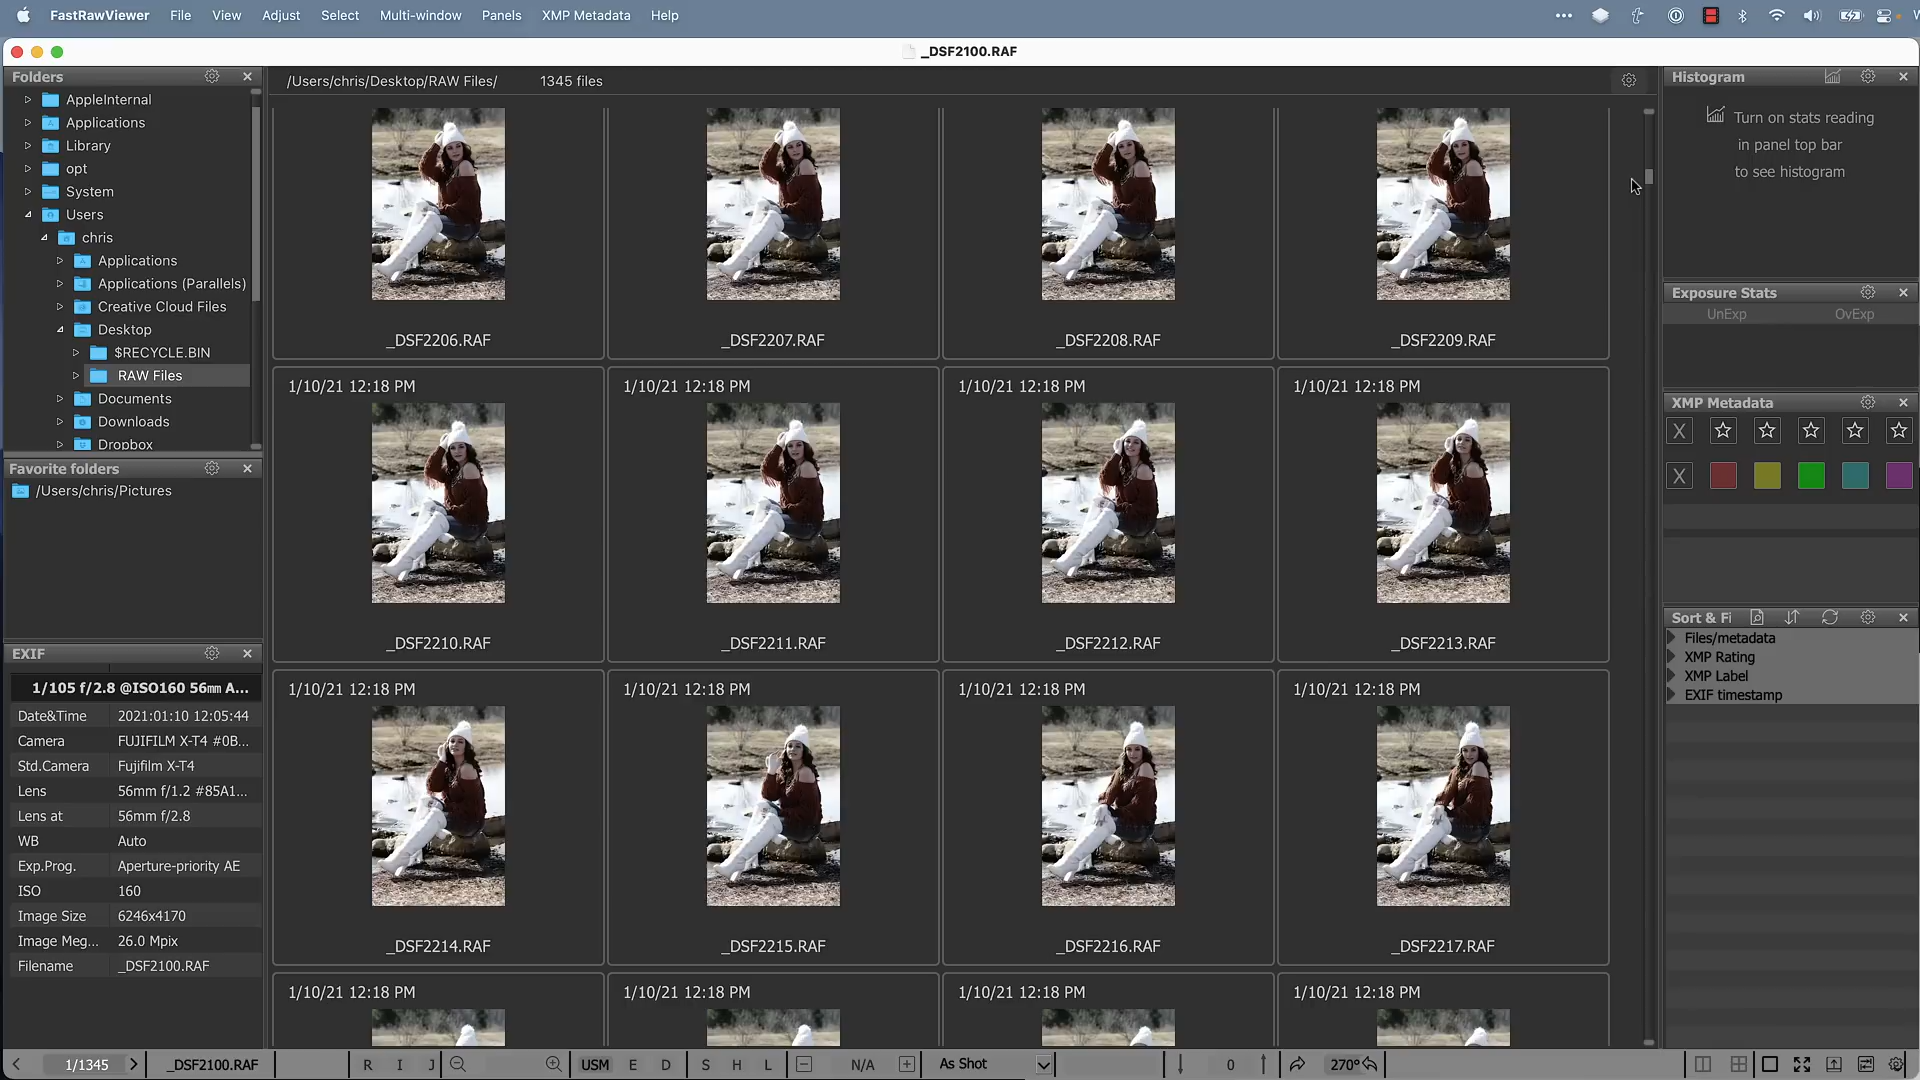 FastRawViewer File View Adjust Select Multi-window Panels XMP Metadata Help
_DSF2100.RAF
Folders
AppleInternal
Applications
Library
opt
System
Users
chris
Applications
Applications (Parallels)
Creative Cloud Files
Desktop
$RECYCLE.BIN
RAW Files
Documents
Downloads
Dropbox
Favorite folders
/Users/chris/Pictures
EXIF
1/105 f/2.8 @ISO160 56mm A...
Date&Time 2021:01:10 12:05:44
Camera FUJIFILM X-T4 #0B...
Std.Camera Fujifilm X-T4
Lens 56mm f/1.2 #85A1...
Lens at 56mm f/2.8
WB Auto
Exp.Prog. Aperture-priority AE
ISO 160
Image Size 6246x4170
Image Meg... 26.0 Mpix
Filename _DSF2100.RAF
/Users/chris/Desktop/RAW Files/ 1345 files
_DSF2206.RAF _DSF2207.RAF _DSF2208.RAF _DSF2209.RAF
1/10/21 12:18 PM 1/10/21 12:18 PM 1/10/21 12:18 PM 1/10/21 12:18 PM
_DSF2210.RAF _DSF2211.RAF _DSF2212.RAF _DSF2213.RAF
1/10/21 12:18 PM 1/10/21 12:18 PM 1/10/21 12:18 PM 1/10/21 12:18 PM
_DSF2214.RAF _DSF2215.RAF _DSF2216.RAF _DSF2217.RAF
1/10/21 12:18 PM 1/10/21 12:18 PM 1/10/21 12:18 PM 1/10/21 12:18 PM
Histogram
Turn on stats reading
in panel top bar
to see histogram
Exposure Stats
UnExp OvExp
XMP Metadata
X
X
Sort & Fi
Files/metadata
XMP Rating
XMP Label
EXIF timestamp
1/1345 _DSF2100.RAF R I J USM E D S H L N/A As Shot 0 270°